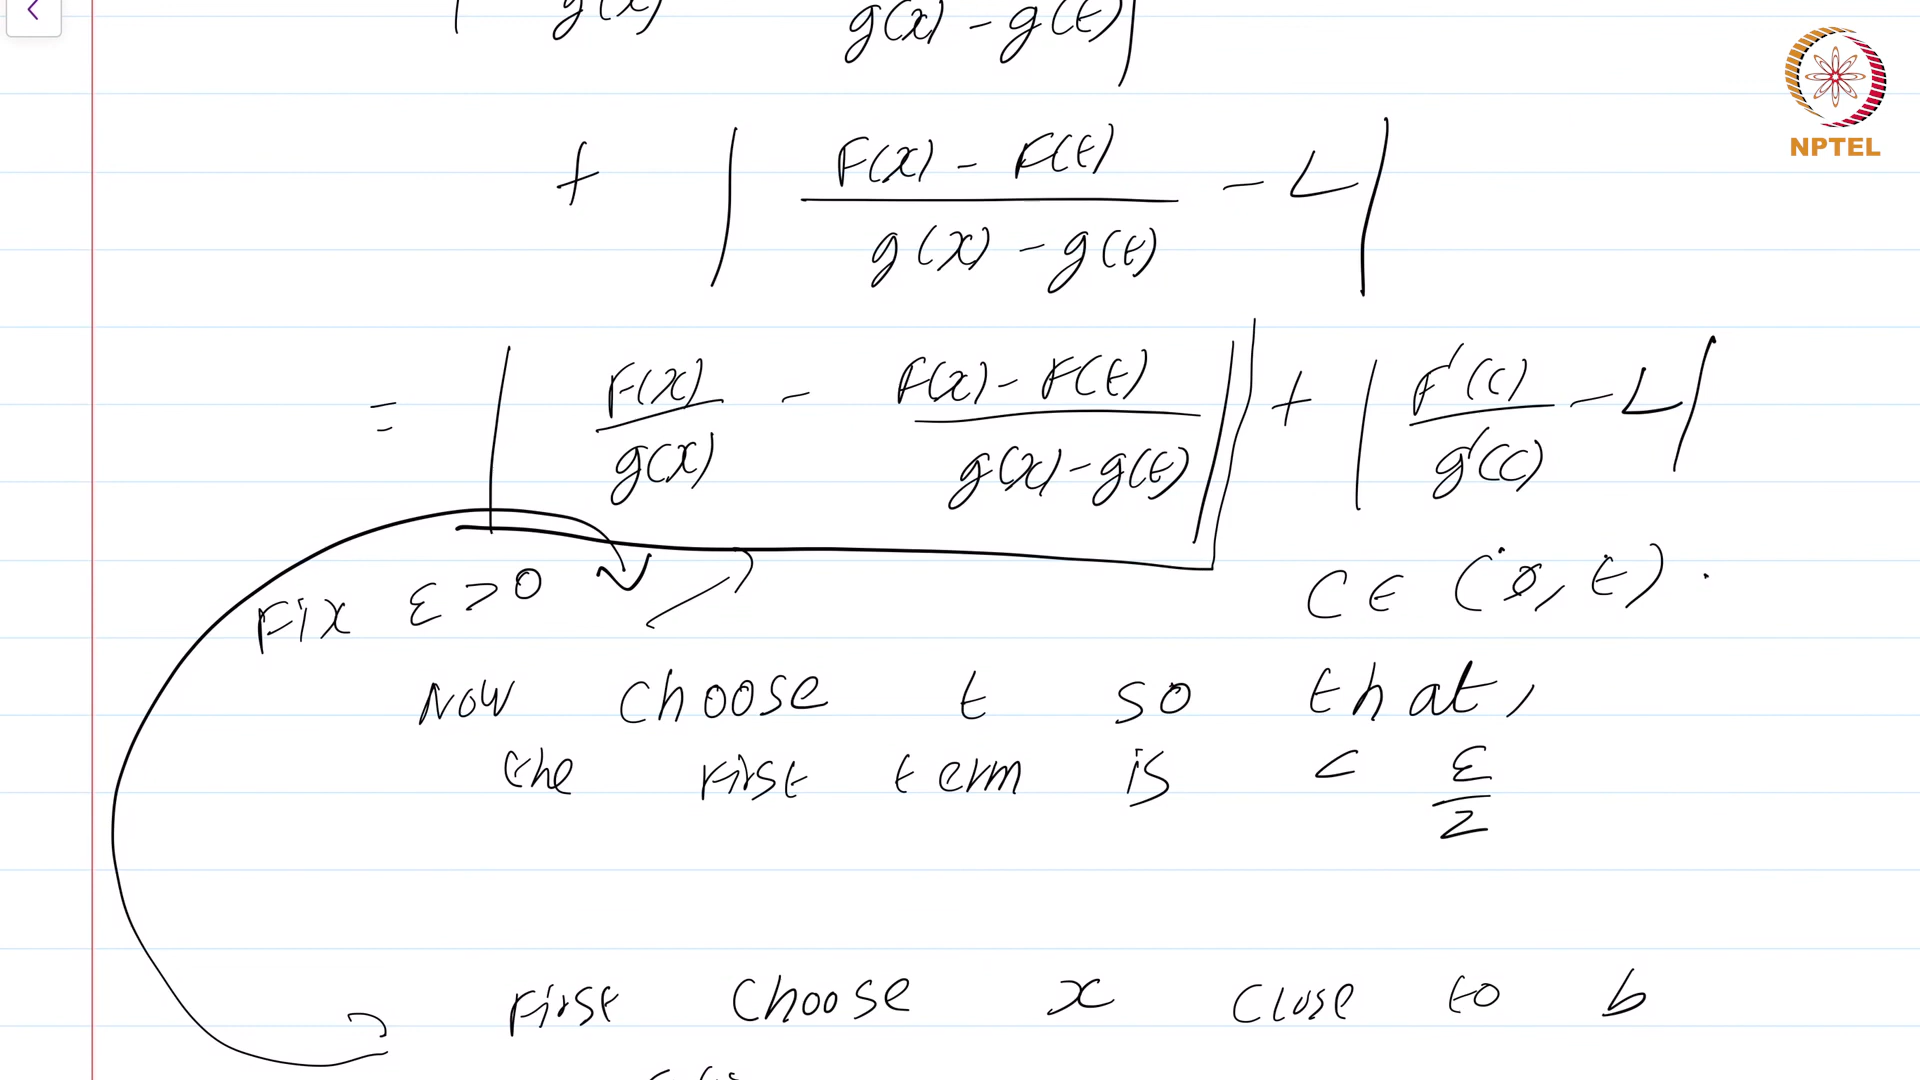 g(x) g(x) - g(t)|
+ | F(x) - F(t) / g(x) - g(t) - L |
= | F(x) / g(x) - F(x) - F(t) / g(x) - g(t) | + | F'(c) / g'(c) - L |
Fix ε > 0 C ∈ (x, t).
Now choose t so that,
the first term is < ε/2
First choose x close to b
NPTEL